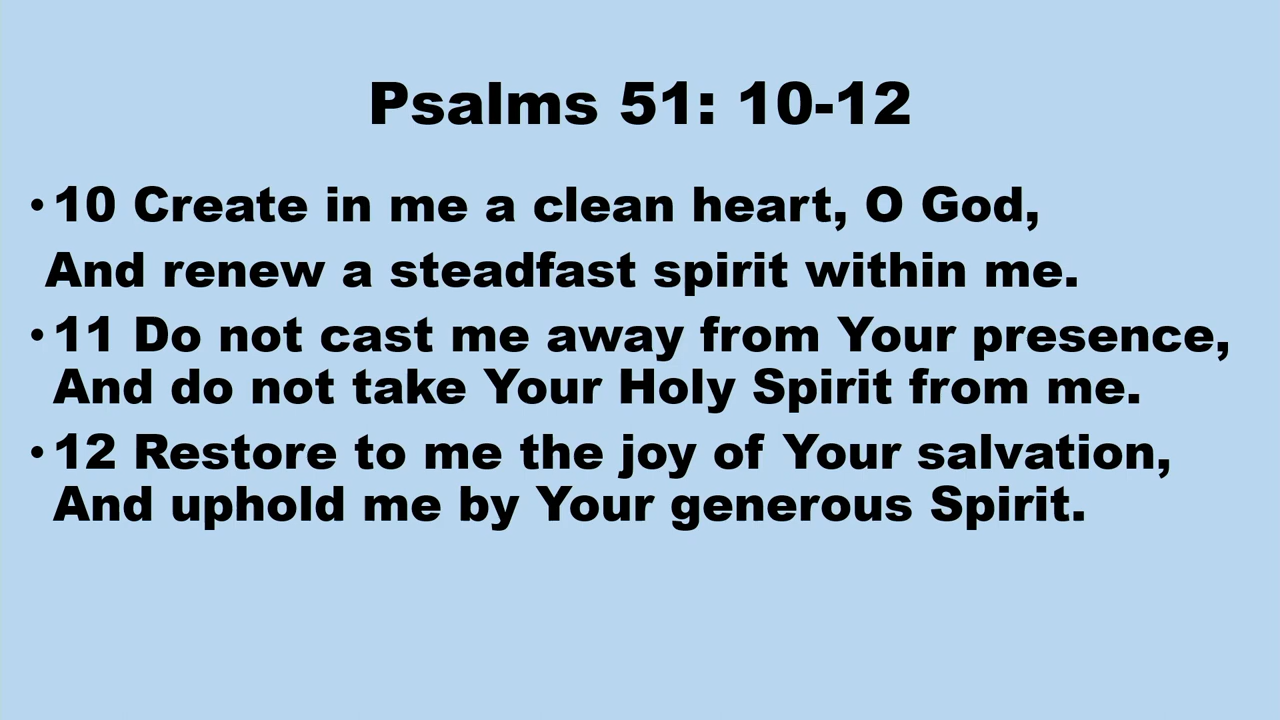 Psalms 51: 10-12
• 10 Create in me a clean heart, O God,
And renew a steadfast spirit within me.
• 11 Do not cast me away from Your presence,
And do not take Your Holy Spirit from me.
• 12 Restore to me the joy of Your salvation,
And uphold me by Your generous Spirit.